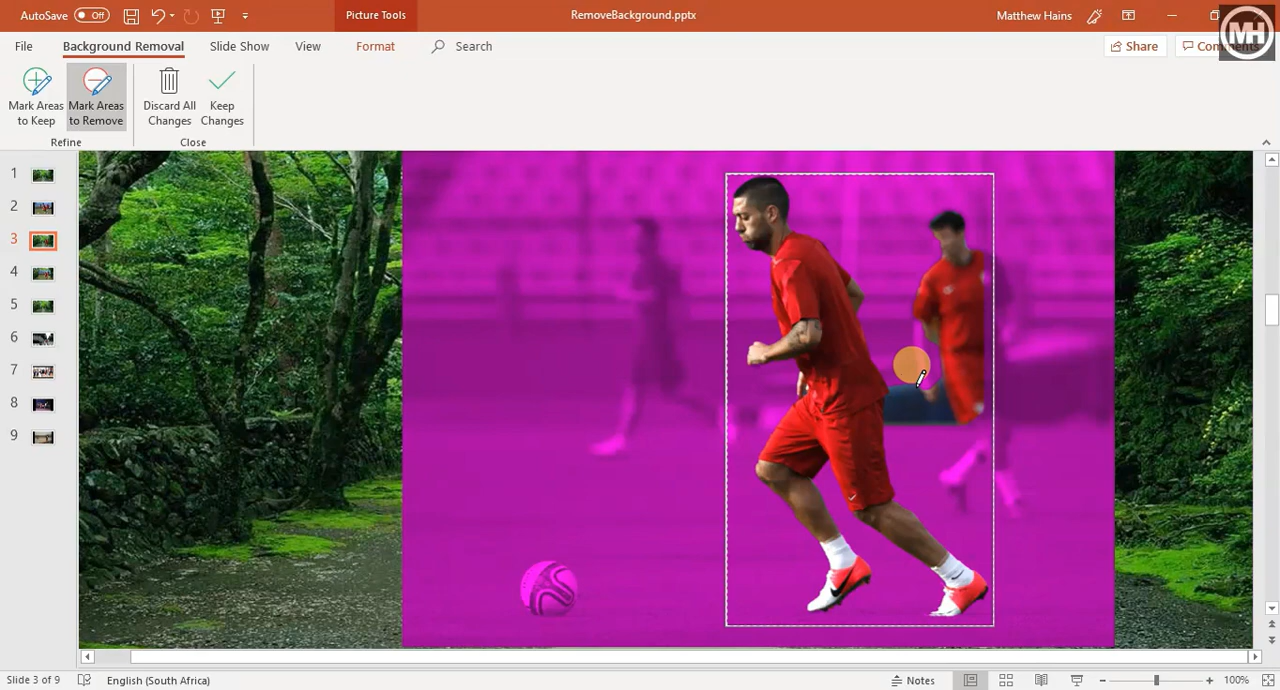 AutoSave Off
Picture Tools
RemoveBackground.pptx
Matthew Hains
MH
File Background Removal Slide Show View Format Search
Share
Comments
Mark Areas to Keep
Mark Areas to Remove
Discard All Changes
Keep Changes
Refine
Close
1
2
3
4
5
6
7
8
9
Slide 3 of 9
English (South Africa)
Notes
100%